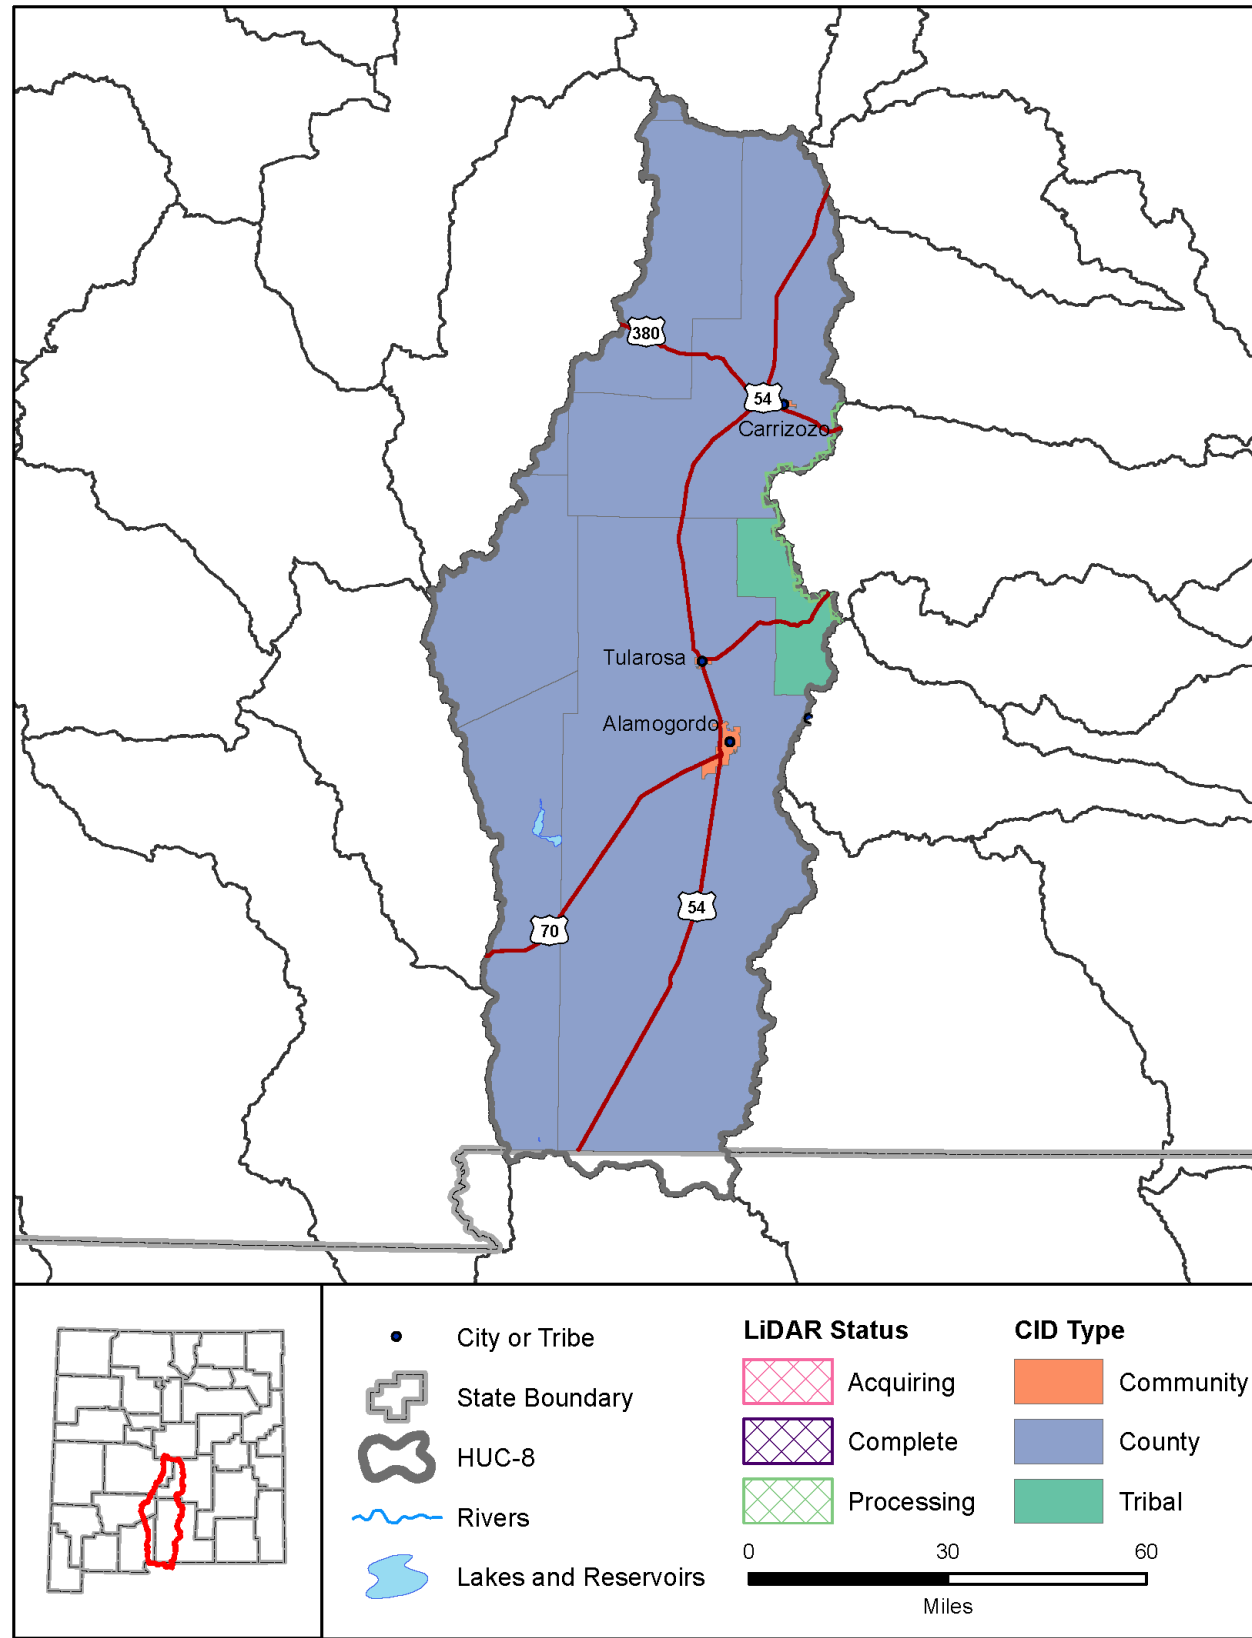 380
54
Carrizozo
Tularosa
Alamogordo
54
70
City or Tribe
State Boundary
HUC-8
Rivers
Lakes and Reservoirs
LiDAR Status
Acquiring
Complete
Processing
CID Type
Community
County
Tribal
0 30 60
Miles